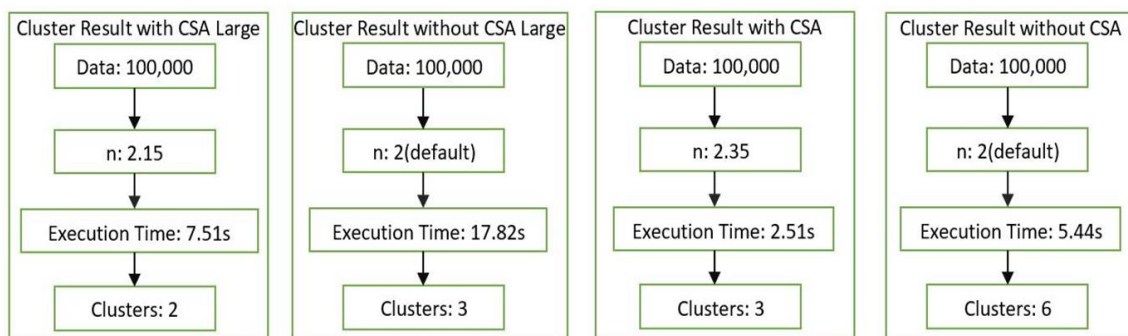 Cluster Result with CSA Large
Data: 100,000
n: 2.15
Execution Time: 7.51s
Clusters: 2
Cluster Result without CSA Large
Data: 100,000
n: 2(default)
Execution Time: 17.82s
Clusters: 3
Cluster Result with CSA
Data: 100,000
n: 2.35
Execution Time: 2.51s
Clusters: 3
Cluster Result without CSA
Data: 100,000
n: 2(default)
Execution Time: 5.44s
Clusters: 6